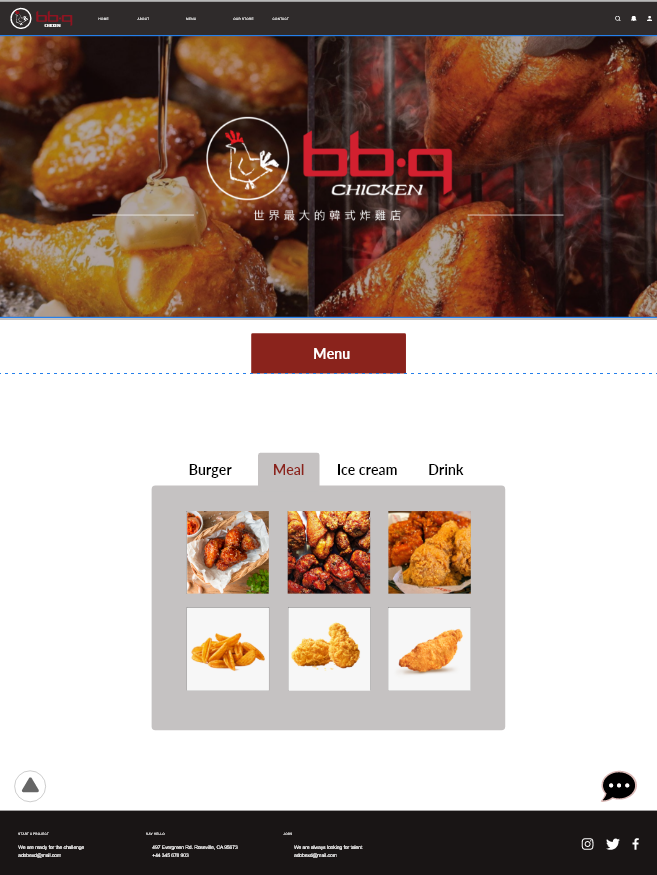 bb.q
CHICKEN
HOME ABOUT MENU OUR STORE CONTACT
bb.q
CHICKEN
世界最大的韓式炸雞店
Menu
Burger Meal Ice cream Drink
START A PROJECT SAY HELLO JOBS
We are ready for the challenge 497 Evergreen Rd. Roseville, CA 95673 We are always looking for talent
adobexd@mail.com +44 345 678 903 adobexd@mail.com